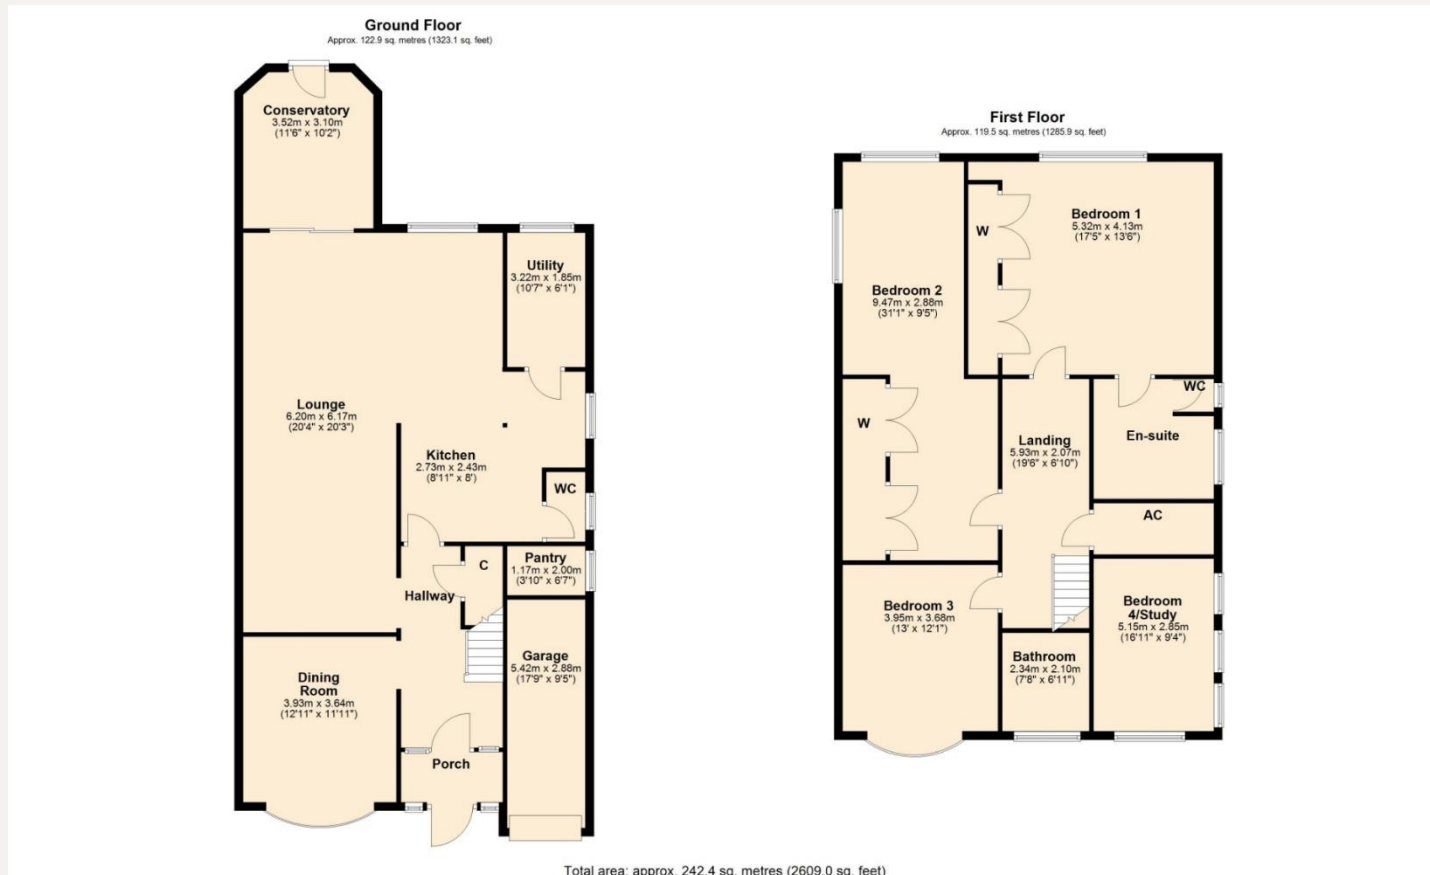 Ground Floor
Approx. 122.9 sq. metres (1323.1 sq. feet)
Conservatory
3.52m x 3.10m
(11'6" x 10'2")
Utility
3.22m x 1.85m
(10'7" x 6'1")
Lounge
6.20m x 6.17m
(20'4" x 20'3")
Kitchen
2.73m x 2.43m
(8'11" x 8')
WC
Pantry
1.17m x 2.00m
(3'10" x 6'7")
C
Hallway
Garage
5.42m x 2.88m
(17'9" x 9'5")
Dining
Room
3.93m x 3.64m
(12'11" x 11'11")
Porch
First Floor
Approx. 119.5 sq. metres (1285.9 sq. feet)
Bedroom 1
5.32m x 4.13m
(17'5" x 13'6")
W
Bedroom 2
9.47m x 2.88m
(31'1" x 9'5")
WC
W
Landing
5.93m x 2.07m
(19'6" x 6'10")
En-suite
AC
Bedroom 3
3.95m x 3.68m
(13' x 12'1")
Bedroom
4/Study
5.15m x 2.85m
(16'11" x 9'4")
Bathroom
2.34m x 2.10m
(7'8" x 6'11")
Total area: approx. 242.4 sq. metres (2609.0 sq. feet)